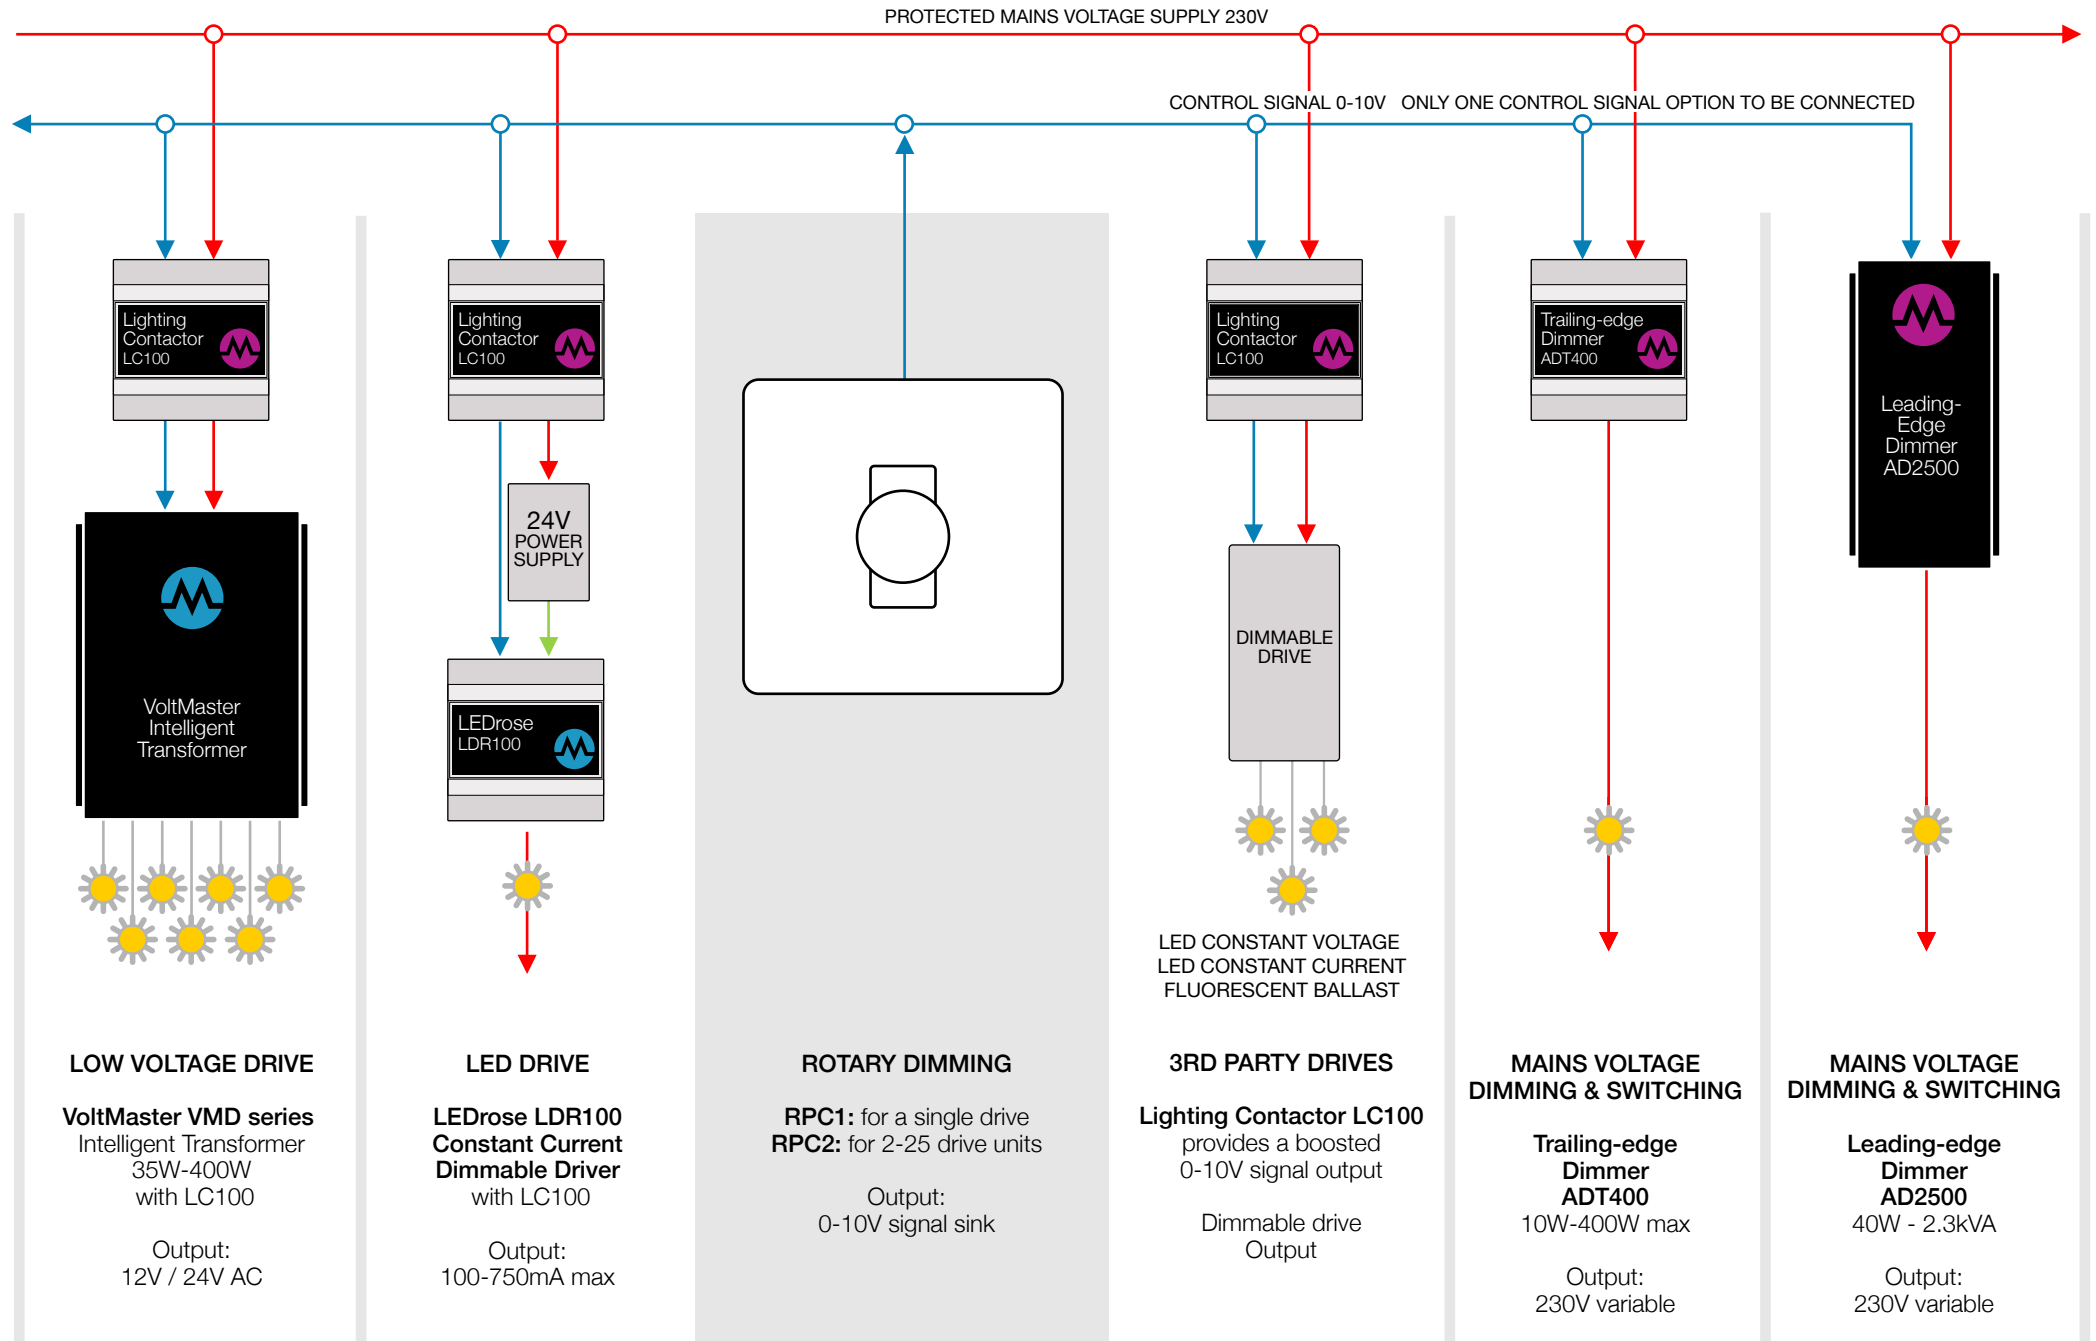 PROTECTED MAINS VOLTAGE SUPPLY 230V
CONTROL SIGNAL 0-10V ONLY ONE CONTROL SIGNAL OPTION TO BE CONNECTED
Lighting
Contactor
LC100
VoltMaster
Intelligent
Transformer
LOW VOLTAGE DRIVE
VoltMaster VMD series
Intelligent Transformer
35W-400W
with LC100
Output:
12V / 24V AC
Lighting
Contactor
LC100
24V
POWER
SUPPLY
LEDrose
LDR100
LED DRIVE
LEDrose LDR100
Constant Current
Dimmable Driver
with LC100
Output:
100-750mA max
ROTARY DIMMING
RPC1: for a single drive
RPC2: for 2-25 drive units
Output:
0-10V signal sink
Lighting
Contactor
LC100
DIMMABLE
DRIVE
LED CONSTANT VOLTAGE
LED CONSTANT CURRENT
FLUORESCENT BALLAST
3RD PARTY DRIVES
Lighting Contactor LC100
provides a boosted
0-10V signal output
Dimmable drive
Output
Trailing-edge
Dimmer
ADT400
MAINS VOLTAGE
DIMMING & SWITCHING
Trailing-edge
Dimmer
ADT400
10W-400W max
Output:
230V variable
Leading-
Edge
Dimmer
AD2500
MAINS VOLTAGE
DIMMING & SWITCHING
Leading-edge
Dimmer
AD2500
40W - 2.3kVA
Output:
230V variable